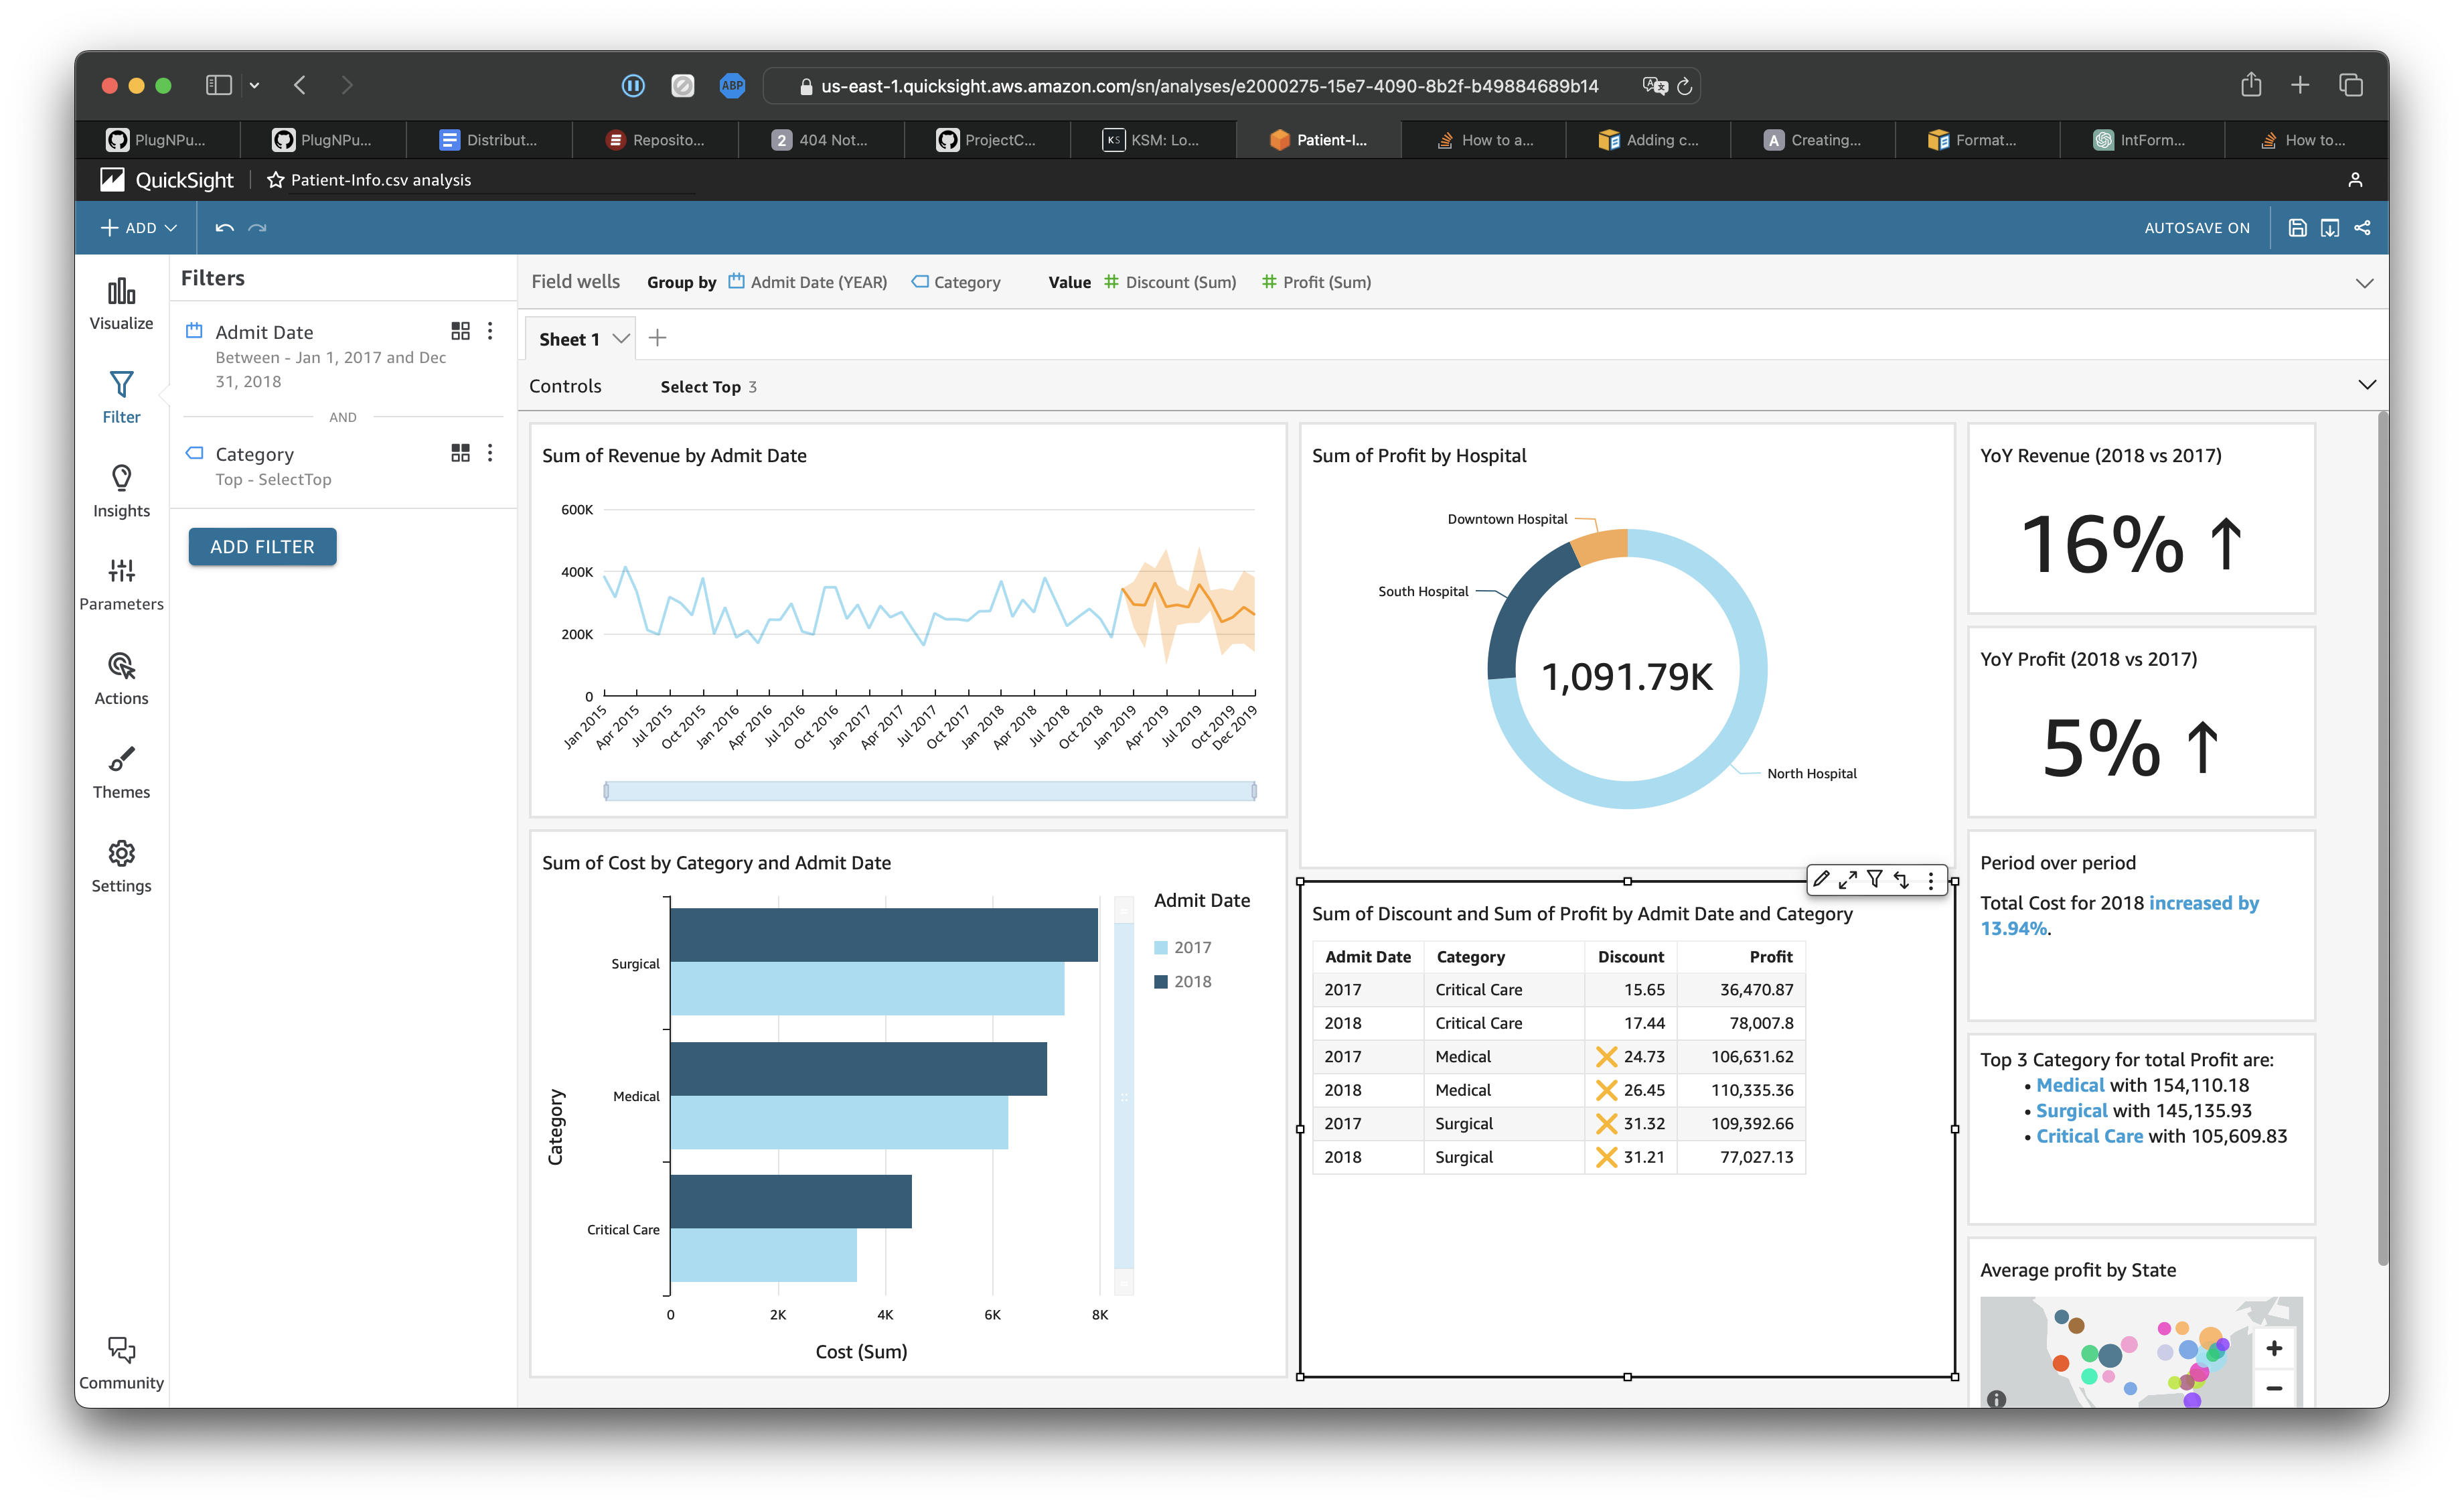 us-east-1.quicksight.aws.amazon.com/sn/analyses/e2000275-15e7-4090-8b2f-b49884689b14
ABP
PlugNPu...
PlugNPu...
Distribut...
Reposito...
2 404 Not...
ProjectC...
KS KSM: Lo...
Patient-I...
How to a...
Adding c...
A Creating...
Format...
IntForm...
How to...
QuickSight
Patient-Info.csv analysis
ADD
AUTOSAVE ON
Visualize
Filter
Insights
Parameters
Actions
Themes
Settings
Community
Filters
Admit Date
Between - Jan 1, 2017 and Dec
31, 2018
AND
Category
Top - SelectTop
ADD FILTER
Field wells Group by Admit Date (YEAR) Category Value # Discount (Sum) # Profit (Sum)
Sheet 1
Controls Select Top 3
Sum of Revenue by Admit Date
600K
400K
200K
0
Jan 2015
Apr 2015
Jul 2015
Oct 2015
Jan 2016
Apr 2016
Jul 2016
Oct 2016
Jan 2017
Apr 2017
Jul 2017
Oct 2017
Jan 2018
Apr 2018
Jul 2018
Oct 2018
Jan 2019
Apr 2019
Jul 2019
Oct 2019
Dec 2019
Sum of Profit by Hospital
Downtown Hospital
South Hospital
1,091.79K
North Hospital
YoY Revenue (2018 vs 2017)
16% ↑
YoY Profit (2018 vs 2017)
5% ↑
Sum of Cost by Category and Admit Date
Category
Surgical
Medical
Critical Care
0 2K 4K 6K 8K
Cost (Sum)
Admit Date
2017
2018
Sum of Discount and Sum of Profit by Admit Date and Category
Admit Date Category Discount Profit
2017 Critical Care 15.65 36,470.87
2018 Critical Care 17.44 78,007.8
2017 Medical 24.73 106,631.62
2018 Medical 26.45 110,335.36
2017 Surgical 31.32 109,392.66
2018 Surgical 31.21 77,027.13
Period over period
Total Cost for 2018 increased by
13.94%.
Top 3 Category for total Profit are:
• Medical with 154,110.18
• Surgical with 145,135.93
• Critical Care with 105,609.83
Average profit by State
+
−